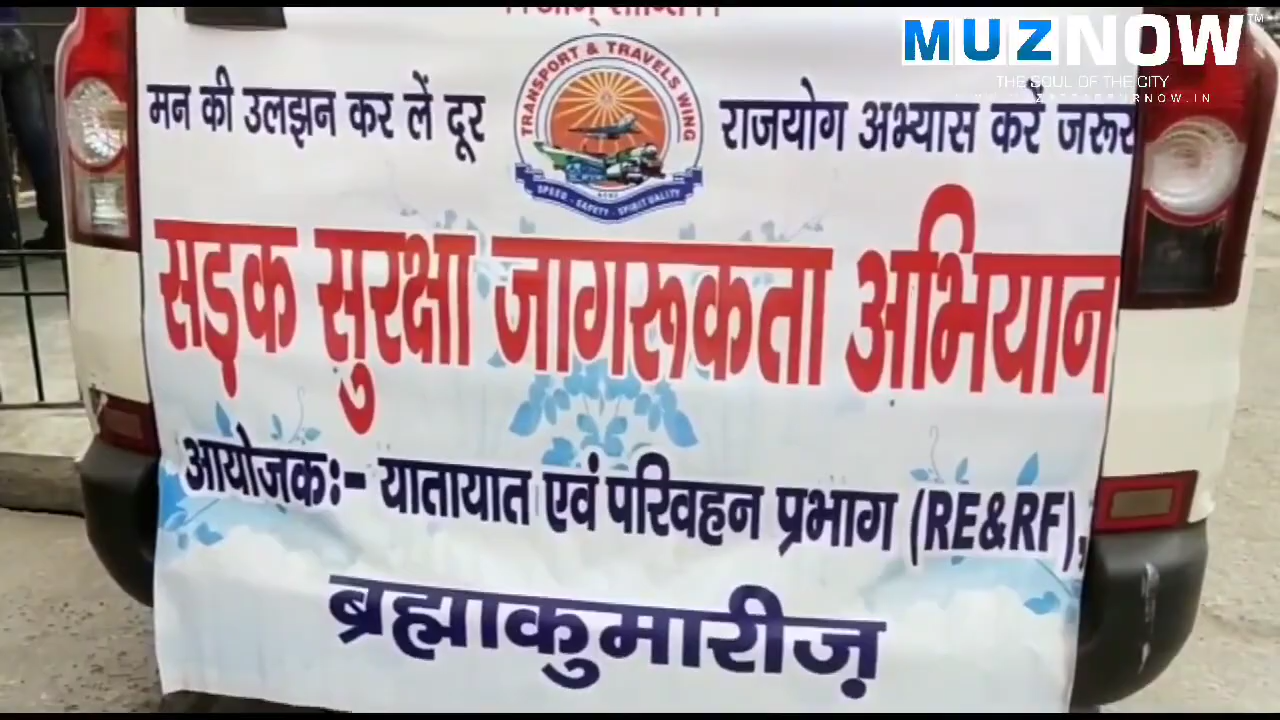 MUZNOW™
THE SOUL OF THE CITY
TRANSPORT & TRAVELS WING
मन की उलझन कर लें दूर
राजयोग अभ्यास करें जरूर
SPEED - SAFETY - SPIRITUALITY
सड़क सुरक्षा जागरूकता अभियान
आयोजकः- यातायात एवं परिवहन प्रभाग (RE&RF),
ब्रह्माकुमारीज़